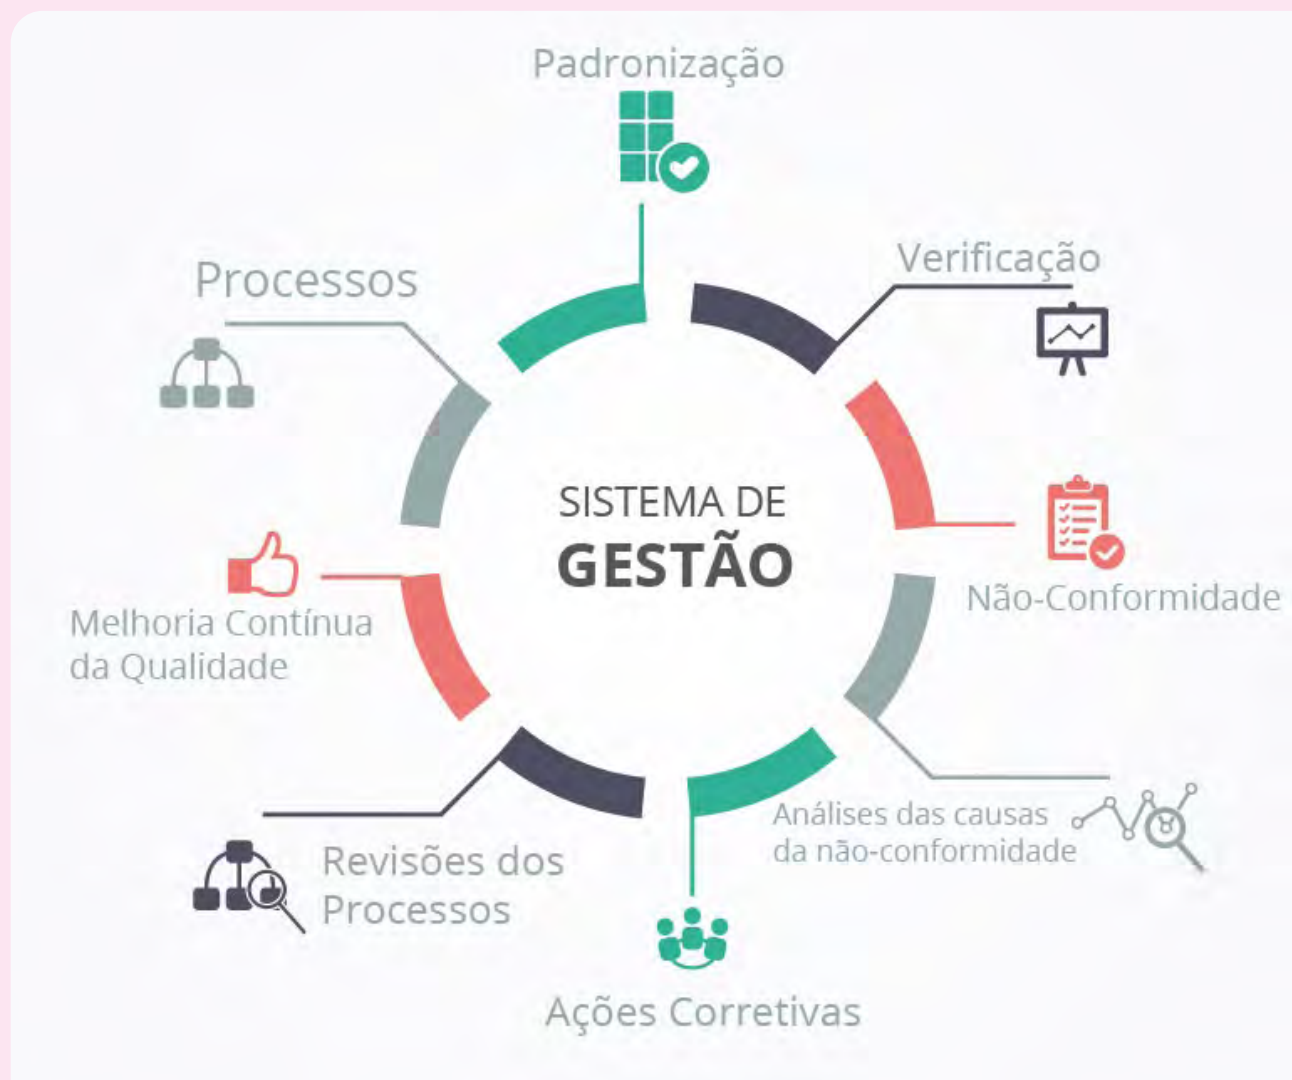 Padronização
Verificação
Processos
SISTEMA DE
GESTÃO
Não-Conformidade
Melhoria Contínua
da Qualidade
Análises das causas
da não-conformidade
Revisões dos
Processos
Ações Corretivas